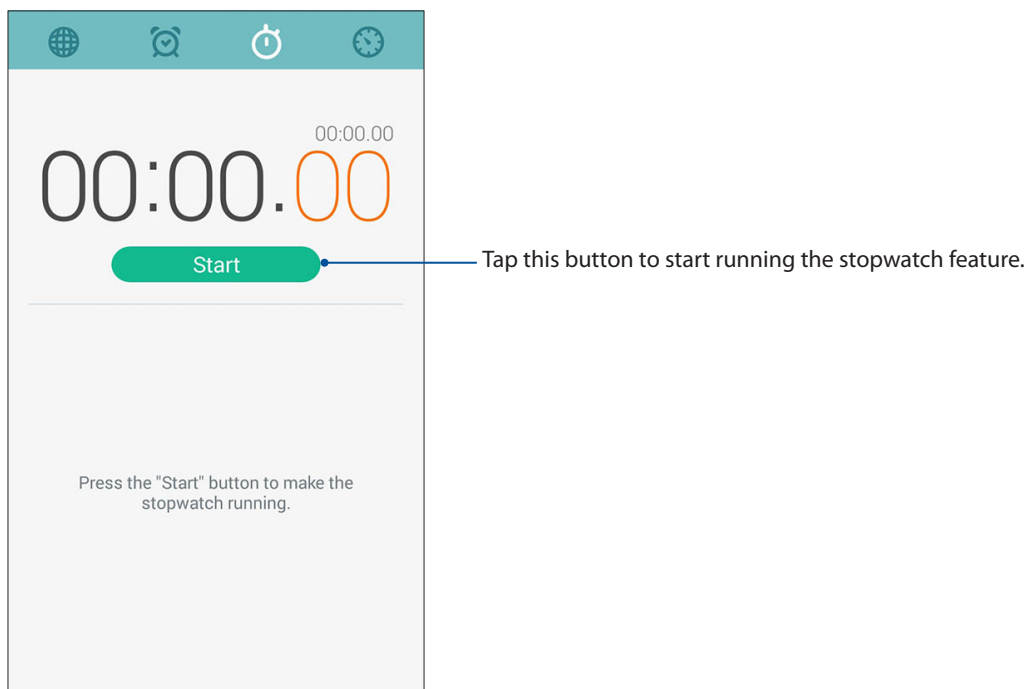 00:00.00
00:00.00
Start
Tap this button to start running the stopwatch feature.
Press the "Start" button to make the
stopwatch running.